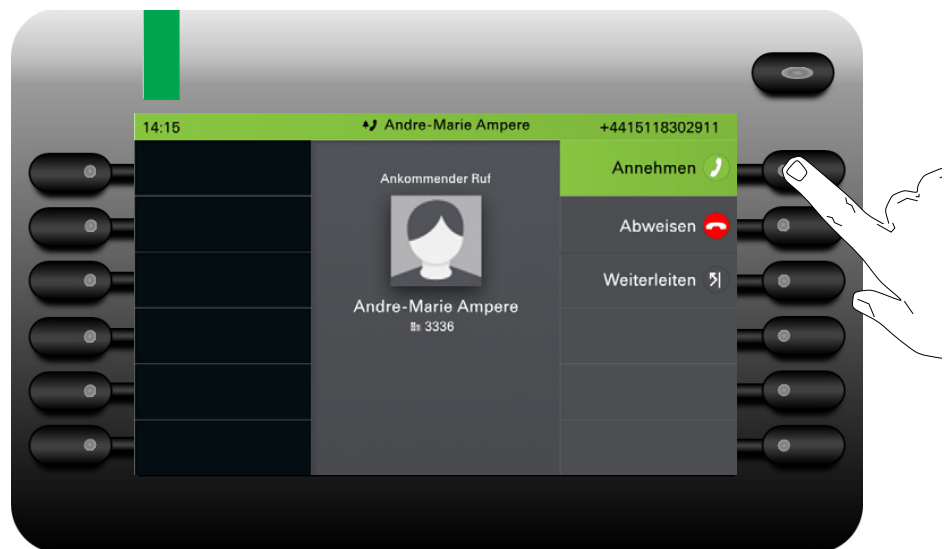 14:15 Andre-Marie Ampere +4415118302911
Ankommender Ruf
Andre-Marie Ampere
3336
Annehmen
Abweisen
Weiterleiten